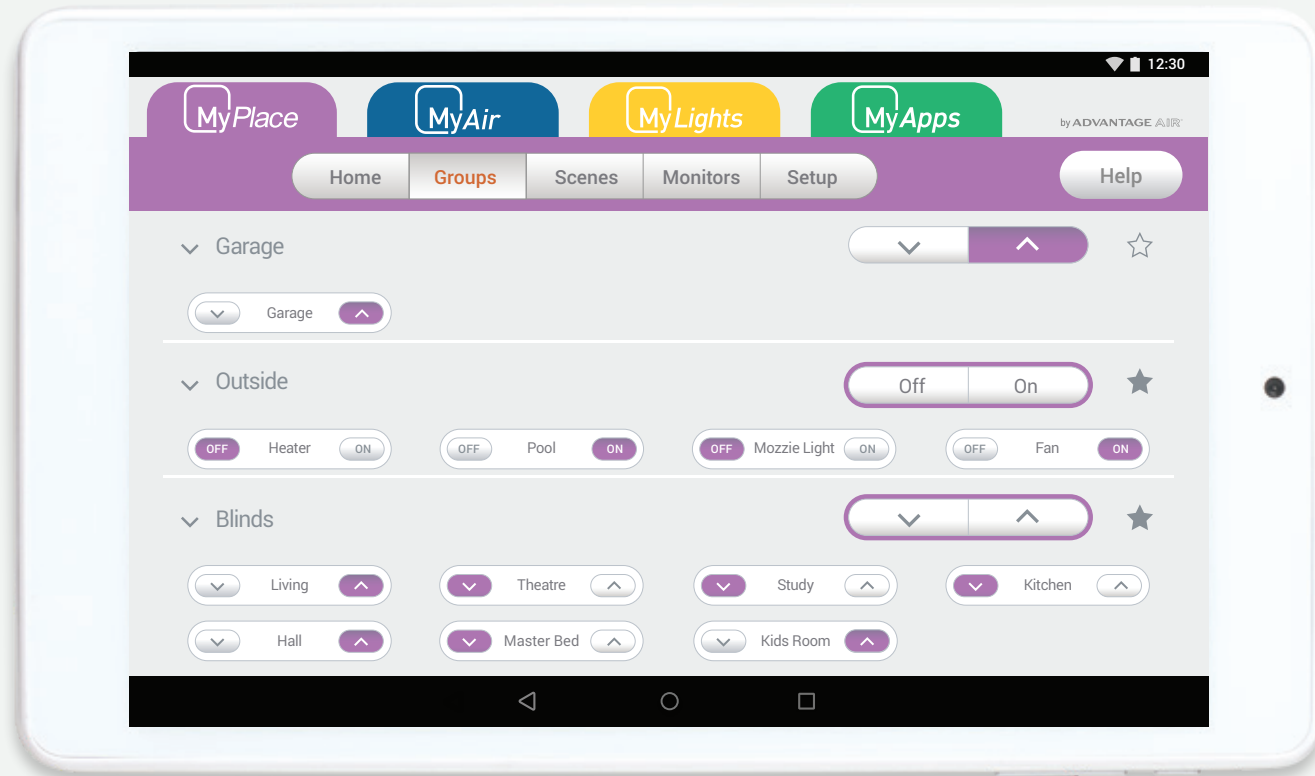 12:30
MyPlace MyAir MyLights MyApps by ADVANTAGE AIR
Home Groups Scenes Monitors Setup Help
Garage
Garage
Outside Off On
OFF Heater ON OFF Pool ON OFF Mozzie Light ON OFF Fan ON
Blinds
Living Theatre Study Kitchen
Hall Master Bed Kids Room